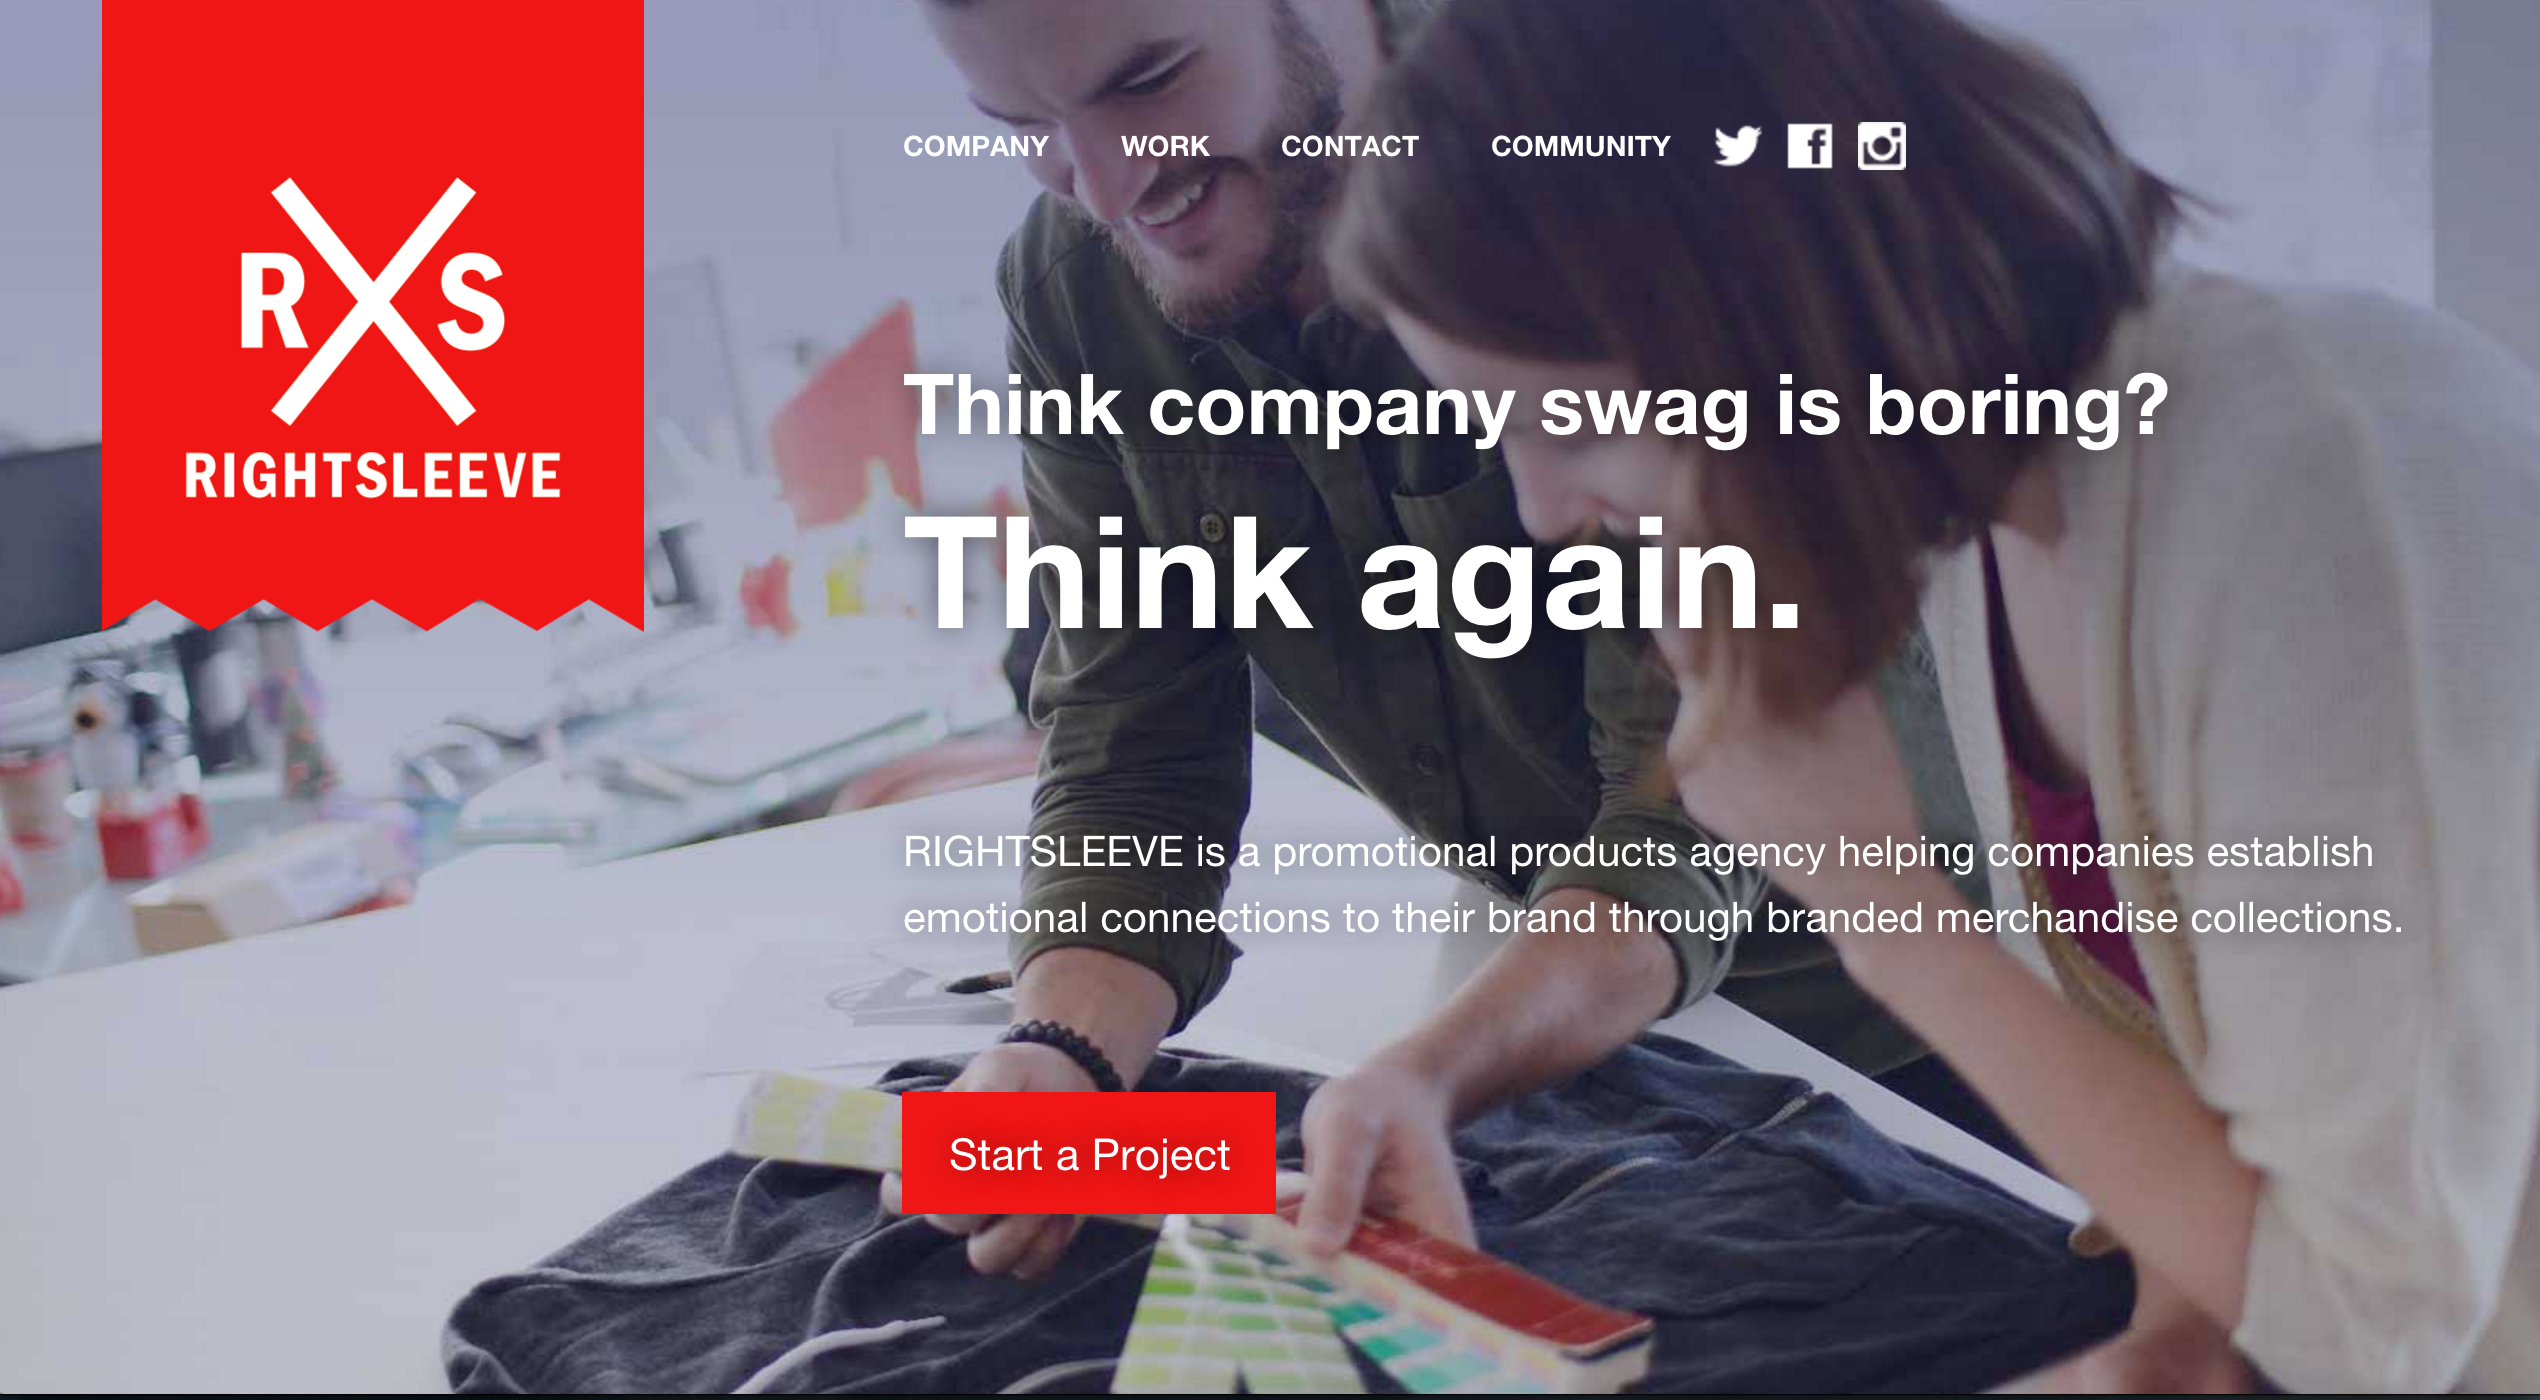 RXS
RIGHTSLEEVE
COMPANY WORK CONTACT COMMUNITY
Think company swag is boring?
Think again.
RIGHTSLEEVE is a promotional products agency helping companies establish
emotional connections to their brand through branded merchandise collections.
Start a Project